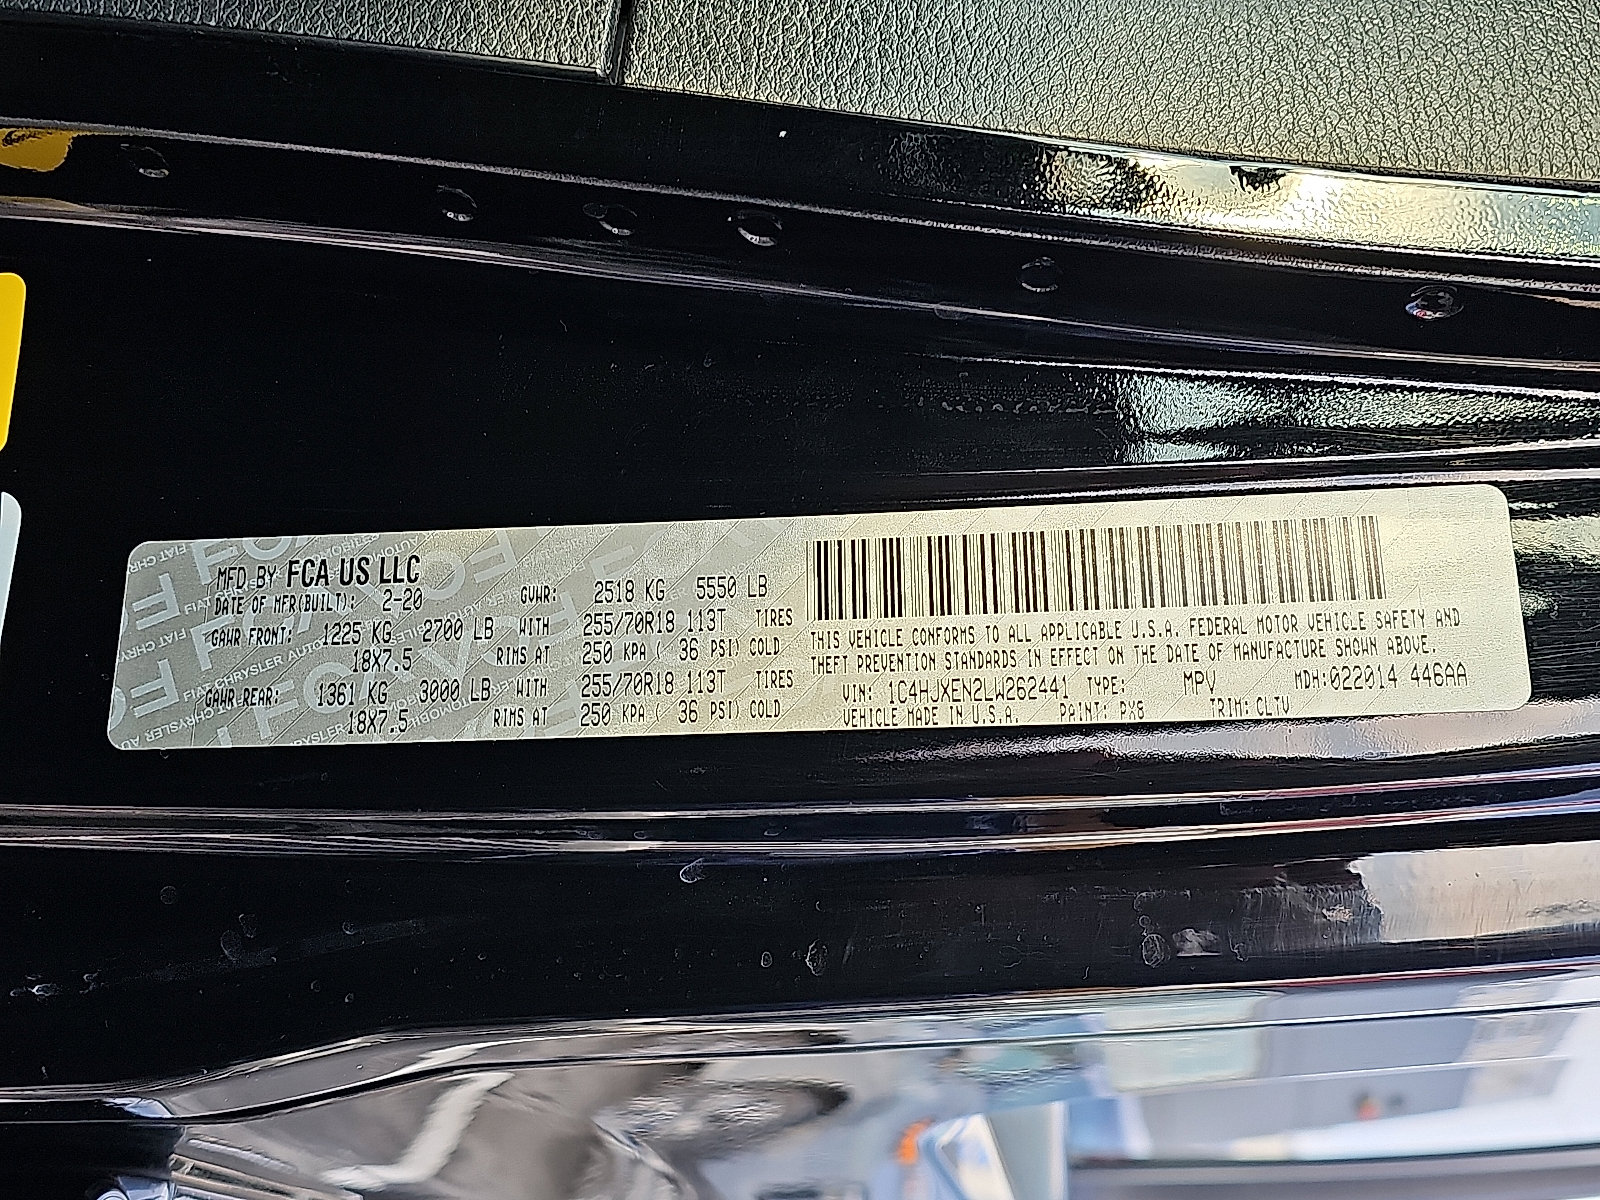 MFD BY FCA US LLC
DATE OF MFR(BUILT): 2-20 GVWR: 2518 KG 5550 LB
GAWR FRONT: 1225 KG 2700 LB WITH 255/70R18 113T TIRES
18X7.5 RIMS AT 250 KPA ( 36 PSI) COLD
GAWR REAR: 1361 KG 3000 LB WITH 255/70R18 113T TIRES
18X7.5 RIMS AT 250 KPA ( 36 PSI) COLD
THIS VEHICLE CONFORMS TO ALL APPLICABLE U.S.A. FEDERAL MOTOR VEHICLE SAFETY AND
THEFT PREVENTION STANDARDS IN EFFECT ON THE DATE OF MANUFACTURE SHOWN ABOVE.
VIN: 1C4HJXEN2LW262441 TYPE: MPV MDH:022014 446AA
VEHICLE MADE IN U.S.A. PAINT: PX8 TRIM: CLTV